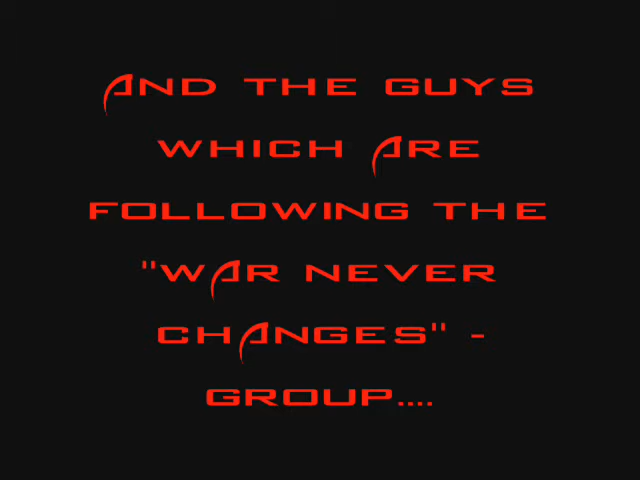 AND THE GUYS
WHICH ARE
FOLLOWING THE
"WAR NEVER
CHANGES" -
GROUP....